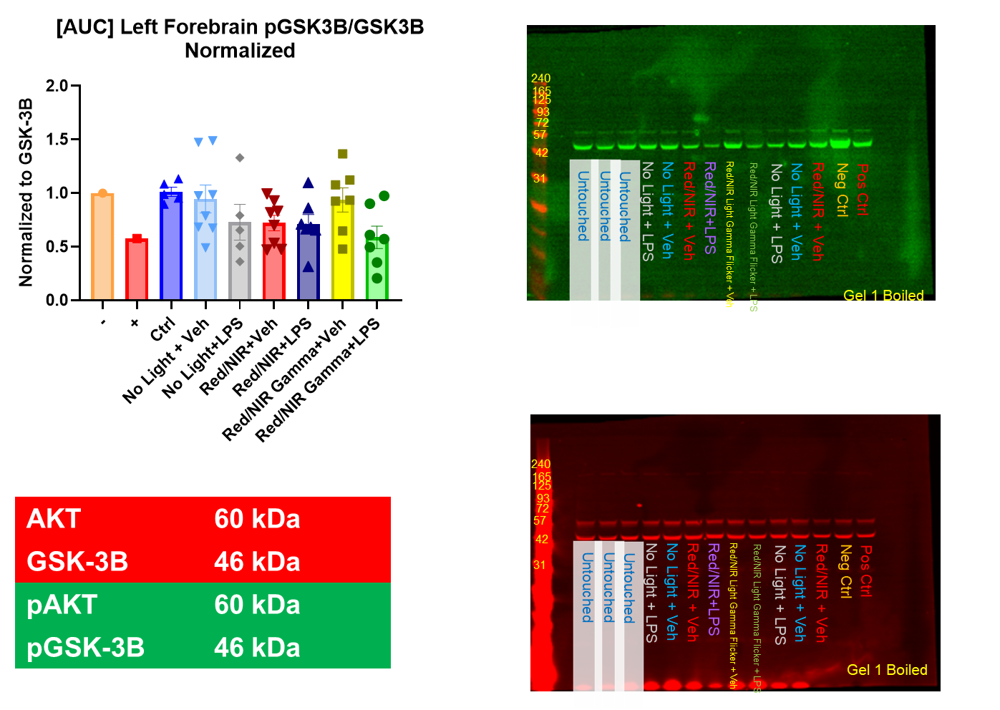 [AUC] Left Forebrain pGSK3B/GSK3B
Normalized
Normalized to GSK-3B
2.0
1.5
1.0
0.5
0.0
-
+
Ctrl
No Light + Veh
No Light+LPS
Red/NIR+Veh
Red/NIR+LPS
Red/NIR Gamma+Veh
Red/NIR Gamma+LPS
AKT 60 kDa
GSK-3B 46 kDa
pAKT 60 kDa
pGSK-3B 46 kDa
240
165
125
93
72
57
42
31
Untouched
Untouched
Untouched
No Light + LPS
No Light + Veh
Red/NIR + Veh
Red/NIR+LPS
Red/NIR Light Gamma Flicker + Veh
Red/NIR Light Gamma Flicker + LPS
No Light + LPS
No Light + Veh
Red/NIR + Veh
Neg Ctrl
Pos Ctrl
Gel 1 Boiled
240
165
125
93
72
57
42
31
Untouched
Untouched
Untouched
No Light + LPS
No Light + Veh
Red/NIR + Veh
Red/NIR+LPS
Red/NIR Light Gamma Flicker + Veh
Red/NIR Light Gamma Flicker + LPS
No Light + LPS
No Light + Veh
Red/NIR + Veh
Neg Ctrl
Pos Ctrl
Gel 1 Boiled